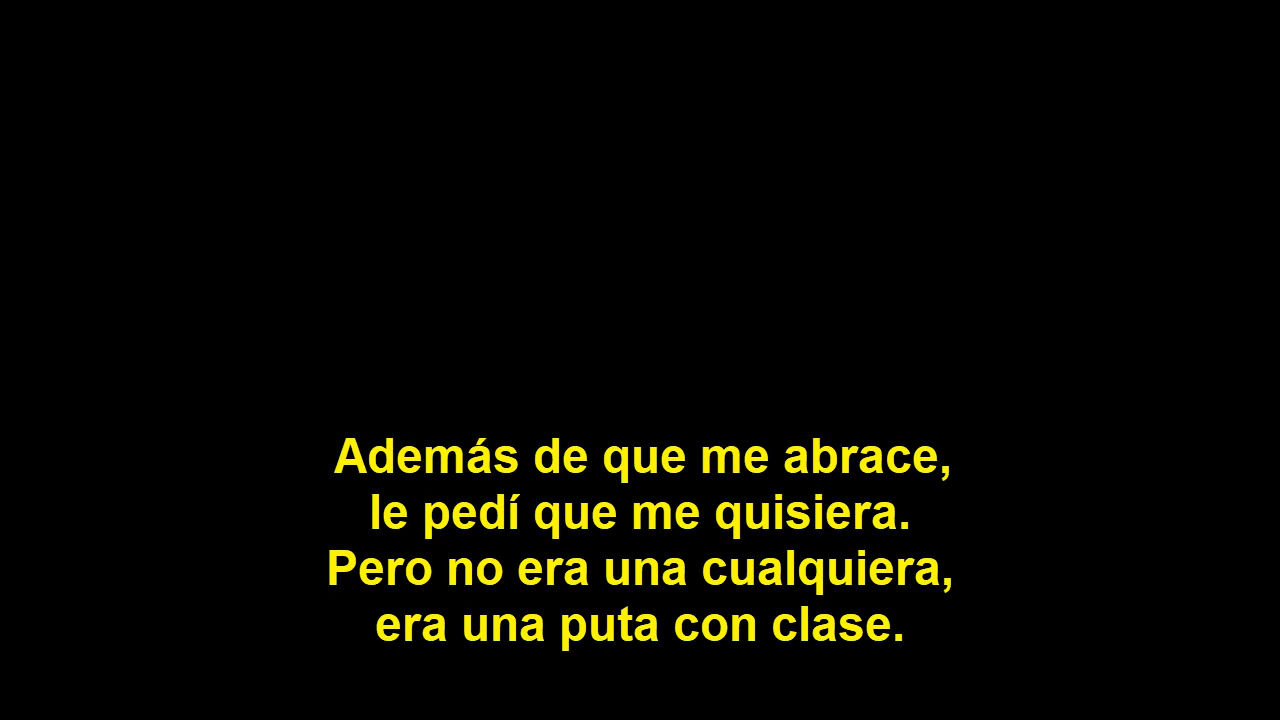 Además de que me abrace,
le pedí que me quisiera.
Pero no era una cualquiera,
era una puta con clase.